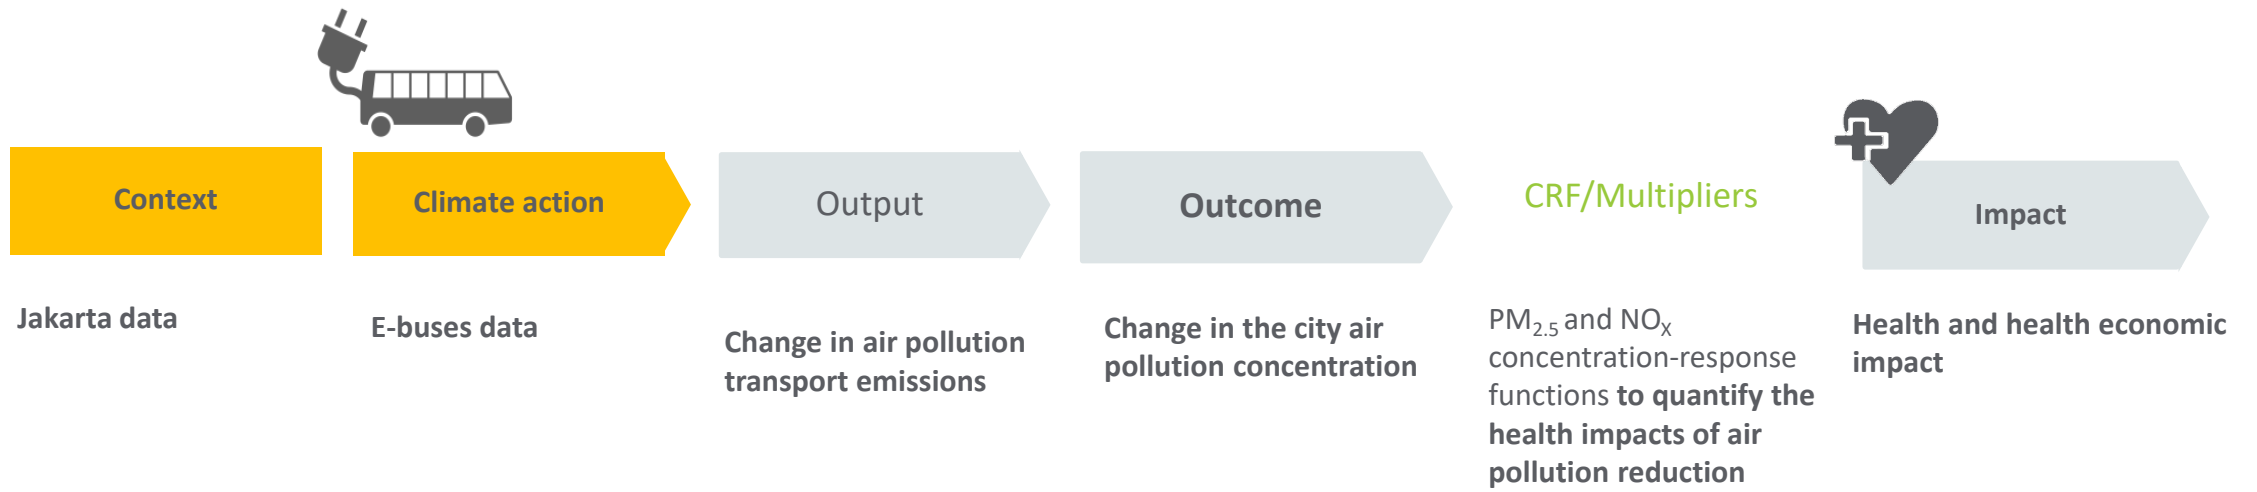 Context
Climate action
Output
Outcome
CRF/Multipliers
Impact
Jakarta data
E-buses data
Change in air pollution
transport emissions
Change in the city air
pollution concentration
PM2.5 and NOX
concentration-response
functions to quantify the
health impacts of air
pollution reduction
Health and health economic
impact